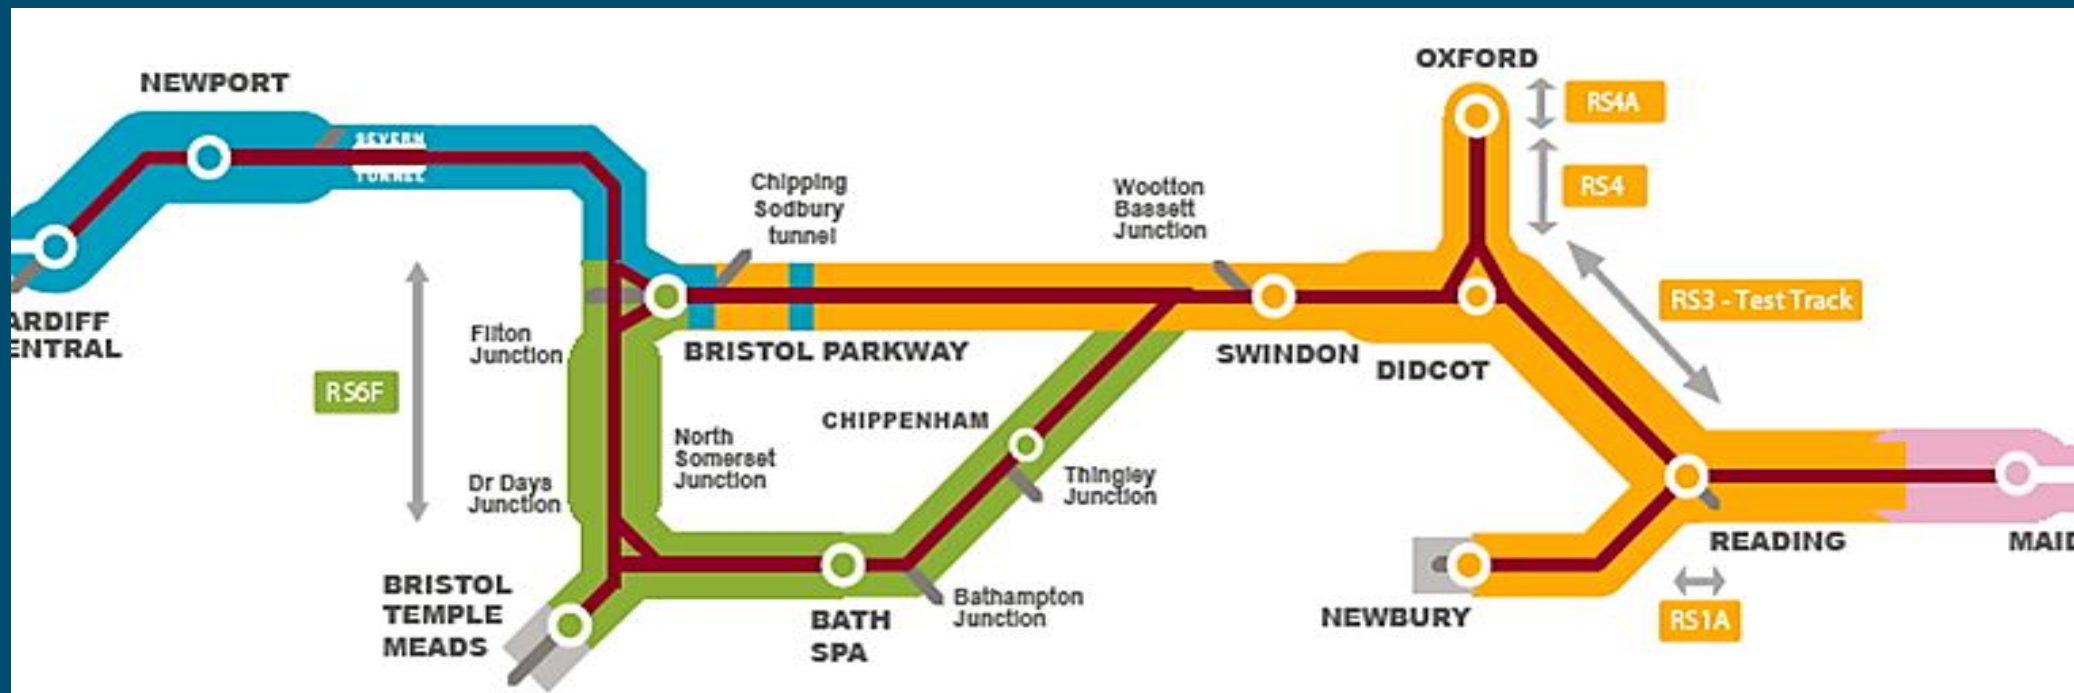 NEWPORT
SEVERN
TUNNEL
ARDIFF
ENTRAL
Chipping
Sodbury
tunnel
Wootton
Bassett
Junction
OXFORD
RS4A
RS4
RS3 - Test Track
Filton
Junction
BRISTOL PARKWAY
SWINDON
DIDCOT
RS6F
CHIPPENHAM
North
Somerset
Junction
Thingley
Junction
Dr Days
Junction
READING
MAID
BRISTOL
TEMPLE
MEADS
BATH
SPA
Bathampton
Junction
NEWBURY
RS1A